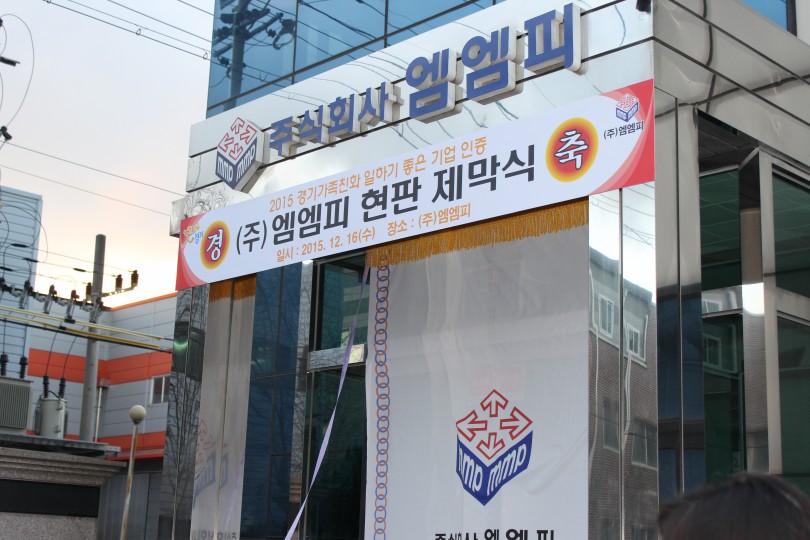 주식회사 엠엠피
mmp mmp
2015 경기가족친화 일하기 좋은 기업 인증
경 (주)엠엠피 현판 제막식 축
일시 : 2015. 12. 16(수) 장소 : (주)엠엠피
(주)엠엠피
mmp mmp
주식회사 엠엠피